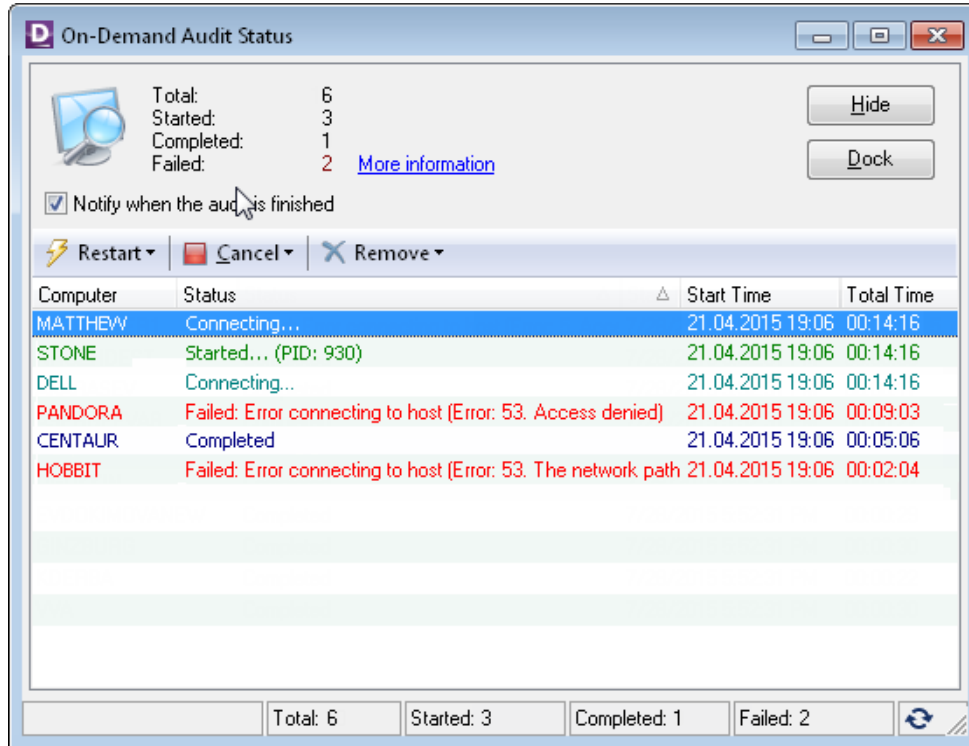 On-Demand Audit Status
Total: 6
Started: 3
Completed: 1
Failed: 2 More information
Hide
Dock
Notify when the audit is finished
Restart Cancel Remove
Computer Status Start Time Total Time
MATTHEW Connecting... 21.04.2015 19:06 00:14:16
STONE Started... (PID: 930) 21.04.2015 19:06 00:14:16
DELL Connecting... 21.04.2015 19:06 00:14:16
PANDORA Failed: Error connecting to host (Error: 53. Access denied) 21.04.2015 19:06 00:09:03
CENTAUR Completed 21.04.2015 19:06 00:05:06
HOBBIT Failed: Error connecting to host (Error: 53. The network path 21.04.2015 19:06 00:02:04
Total: 6 Started: 3 Completed: 1 Failed: 2